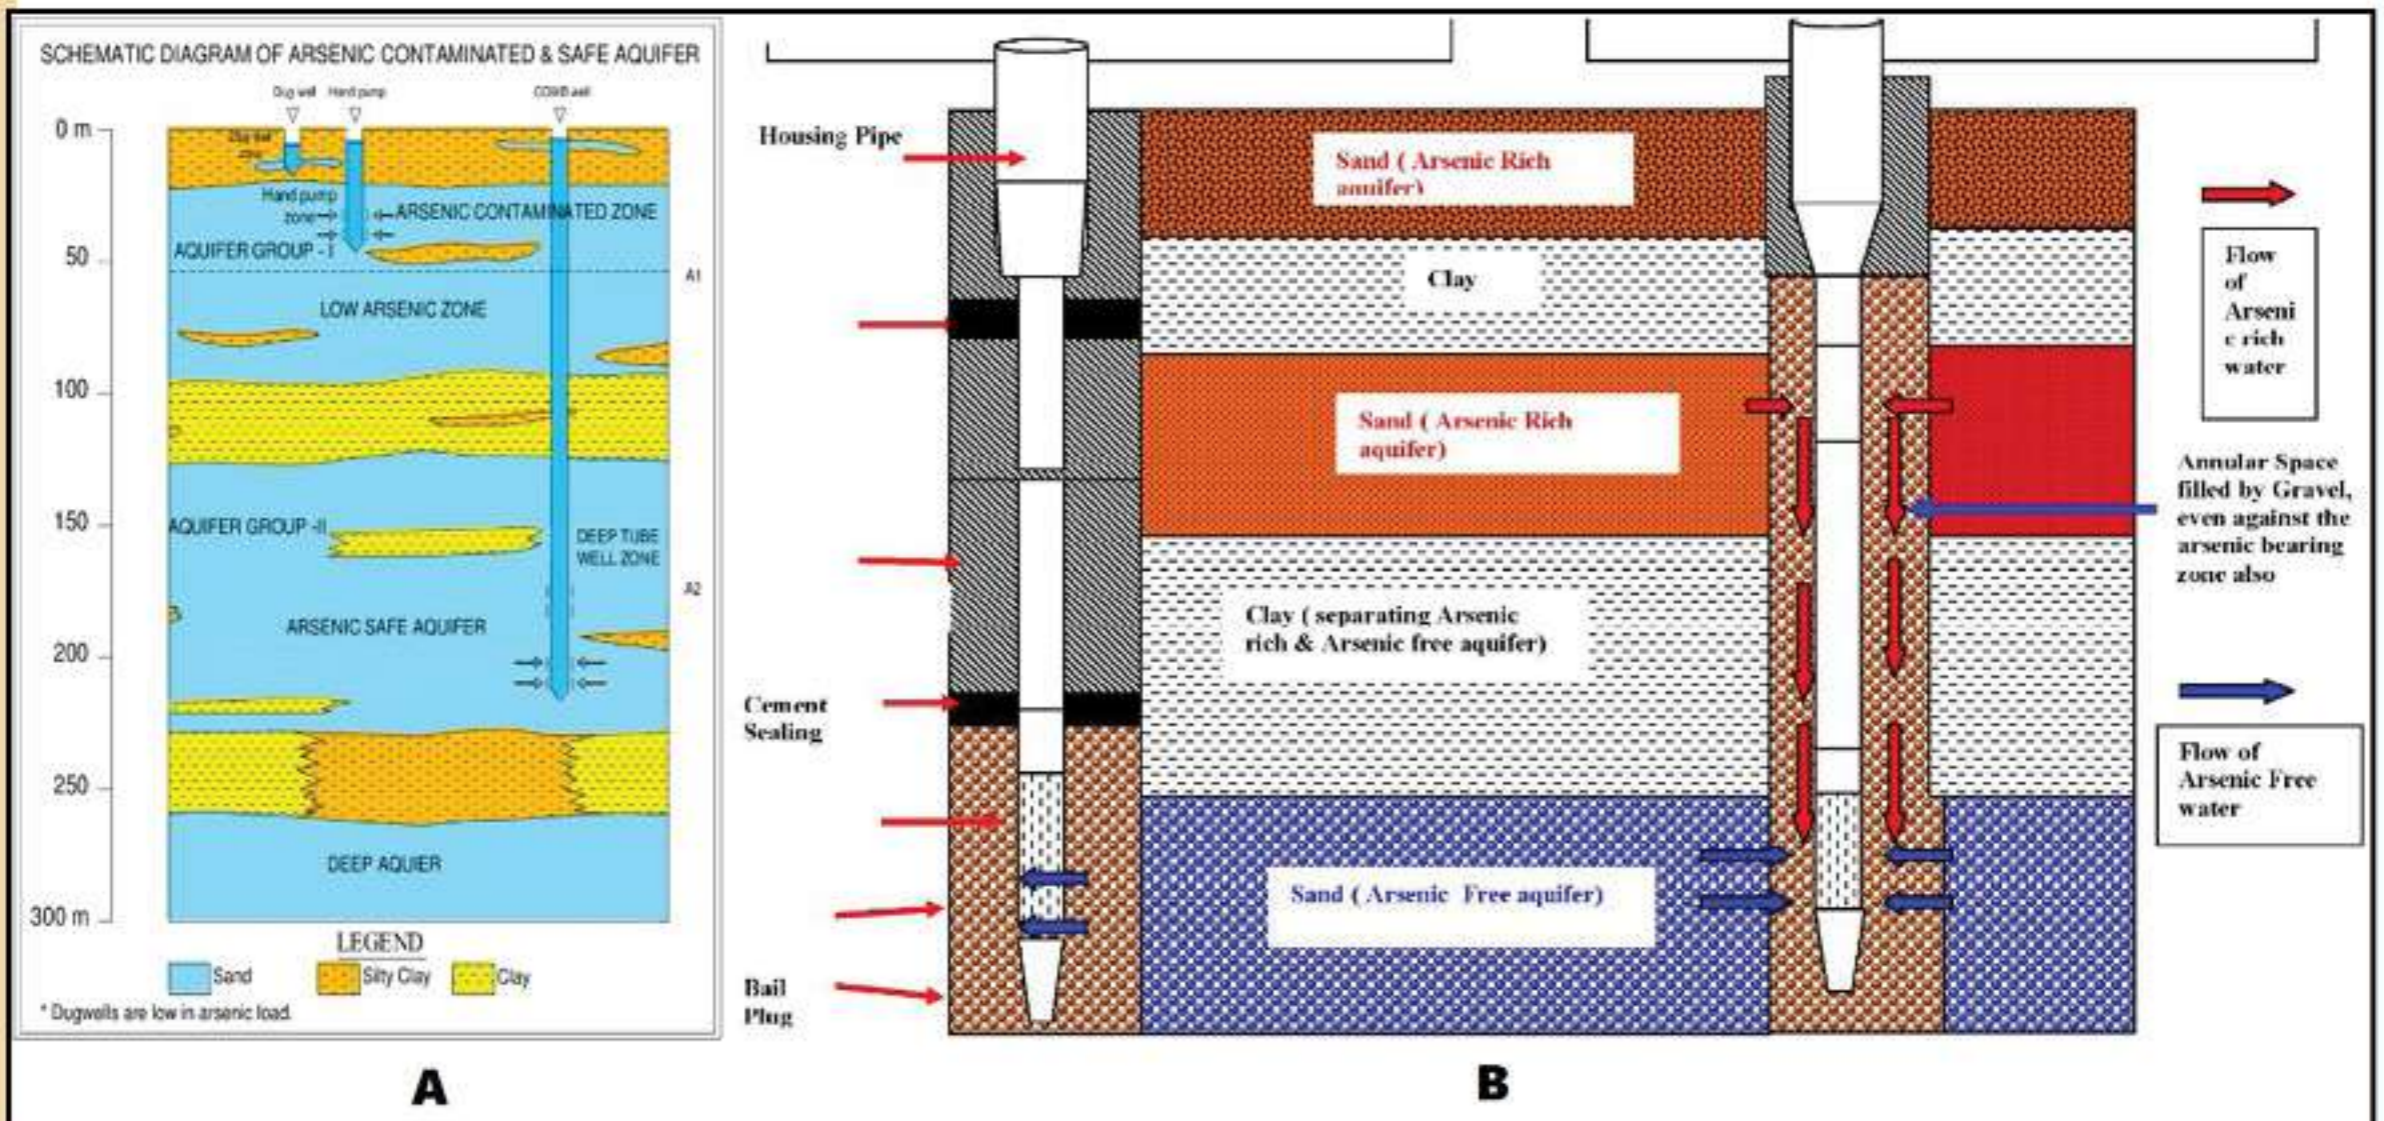 SCHEMATIC DIAGRAM OF ARSENIC CONTAMINATED & SAFE AQUIFER
Dug well
Hand pump
CGWB well
0 m
Dug well
zone
Hand pump
zone
ARSENIC CONTAMINATED ZONE
AQUIFER GROUP - I
50
A1
LOW ARSENIC ZONE
100
150
AQUIFER GROUP -II
DEEP TUBE
WELL ZONE
A2
ARSENIC SAFE AQUIFER
200
250
DEEP AQUIER
300 m
LEGEND
Sand
Silty Clay
Clay
* Dugwells are low in arsenic load.
A
Housing Pipe
Sand ( Arsenic Rich
aquifer)
Clay
Sand ( Arsenic Rich
aquifer)
Clay ( separating Arsenic
rich & Arsenic free aquifer)
Cement
Sealing
Sand ( Arsenic Free aquifer)
Bail
Plug
Flow
of
Arseni
c rich
water
Annular Space
filled by Gravel,
even against the
arsenic bearing
zone also
Flow of
Arsenic Free
water
B